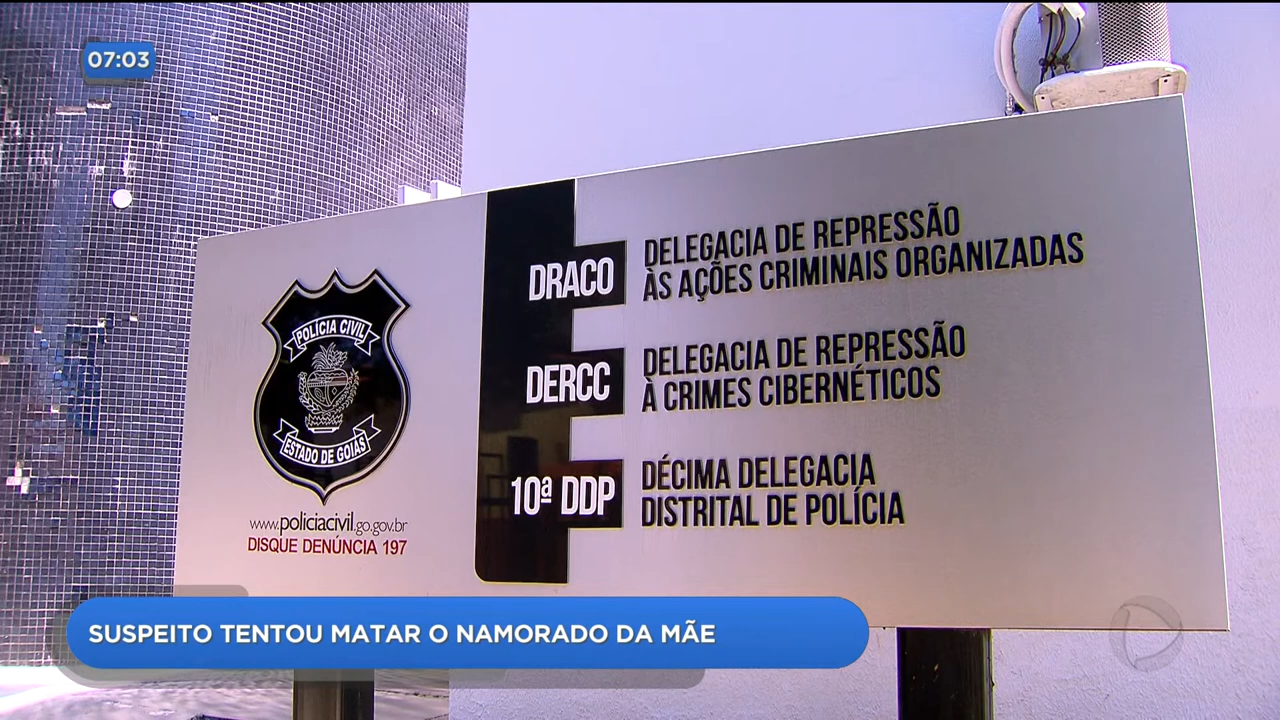 07:03
DRACO
DELEGACIA DE REPRESSÃO
ÀS AÇÕES CRIMINAIS ORGANIZADAS
DERCC
DELEGACIA DE REPRESSÃO
À CRIMES CIBERNÉTICOS
10ª DDP
DÉCIMA DELEGACIA
DISTRITAL DE POLÍCIA
POLÍCIA CIVIL
ESTADO DE GOIÁS
www.policiacivil.go.gov.br
DISQUE DENÚNCIA 197
SUSPEITO TENTOU MATAR O NAMORADO DA MÃE